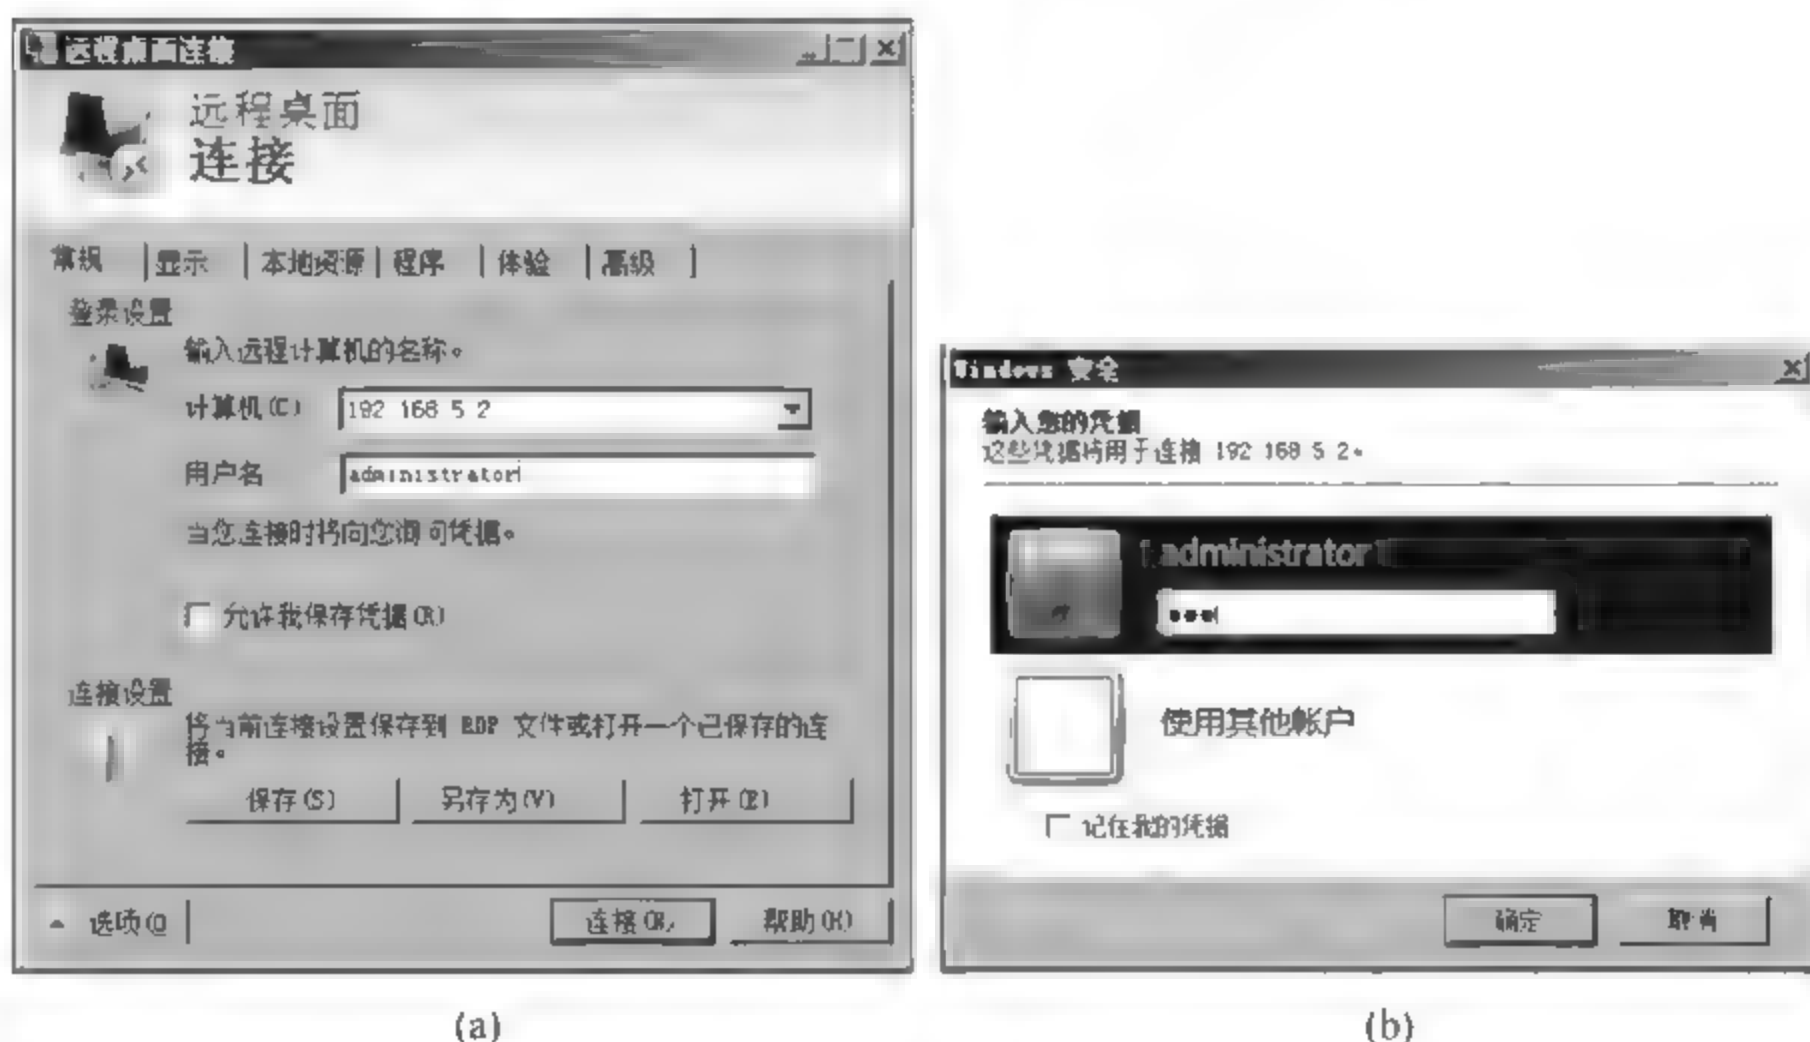 远程桌面连接
远程桌面
连接
常规 显示 本地资源 程序 体验 高级
登录设置
输入远程计算机的名称。
计算机(C) 192 168 5 2
用户名 administrator
当您连接时将向您询问凭据。
允许我保存凭据(R)
连接设置
将当前连接设置保存到 RDP 文件或打开一个已保存的连
接。
保存(S) 另存为(V) 打开(E)
选项(O 连接(N) 帮助(H)
(a)
Windows 安全
输入您的凭据
这些凭据将用于连接 192 168 5 2。
administrator
使用其他帐户
记住我的凭据
确定 取消
(b)